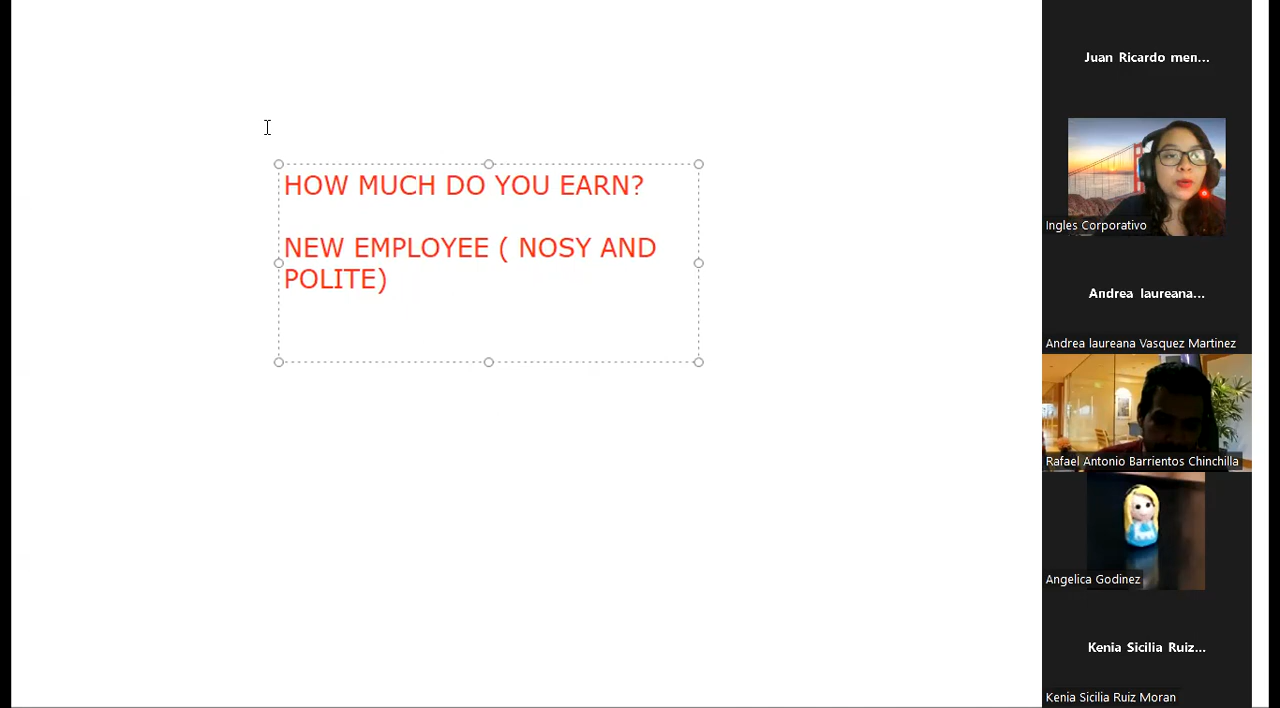 HOW MUCH DO YOU EARN?
NEW EMPLOYEE ( NOSY AND
POLITE)
Juan Ricardo men...
Ingles Corporativo
Andrea laureana...
Andrea laureana Vasquez Martinez
Rafael Antonio Barrientos Chinchilla
Angelica Godinez
Kenia Sicilia Ruiz...
Kenia Sicilia Ruiz Moran